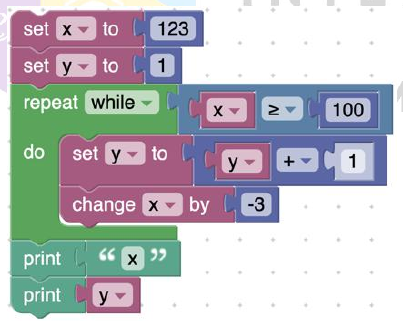 set x to 123
set y to 1
repeat while x ≥ 100
do set y to y + 1
change x by -3
print “ x ”
print y